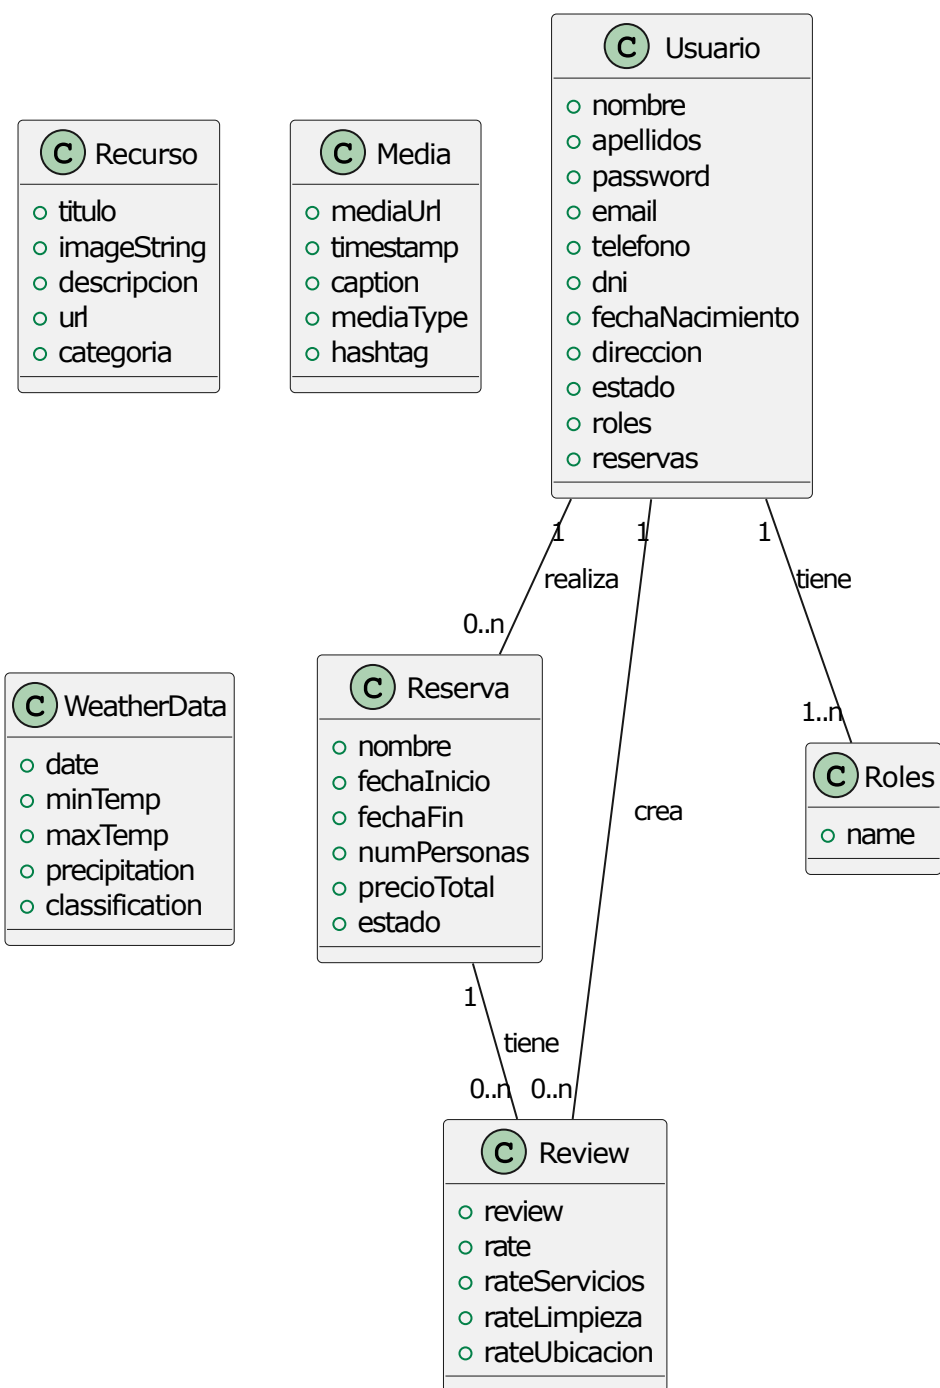 C Usuario
nombre
apellidos
password
email
telefono
dni
fechaNacimiento
direccion
estado
roles
reservas
C Recurso
titulo
imageString
descripcion
url
categoria
C Media
mediaUrl
timestamp
caption
mediaType
hashtag
1
1
1
realiza
tiene
0..n
1..n
C WeatherData
date
minTemp
maxTemp
precipitation
classification
C Reserva
nombre
fechaInicio
fechaFin
numPersonas
precioTotal
estado
crea
C Roles
name
1
tiene
0..n
0..n
C Review
review
rate
rateServicios
rateLimpieza
rateUbicacion